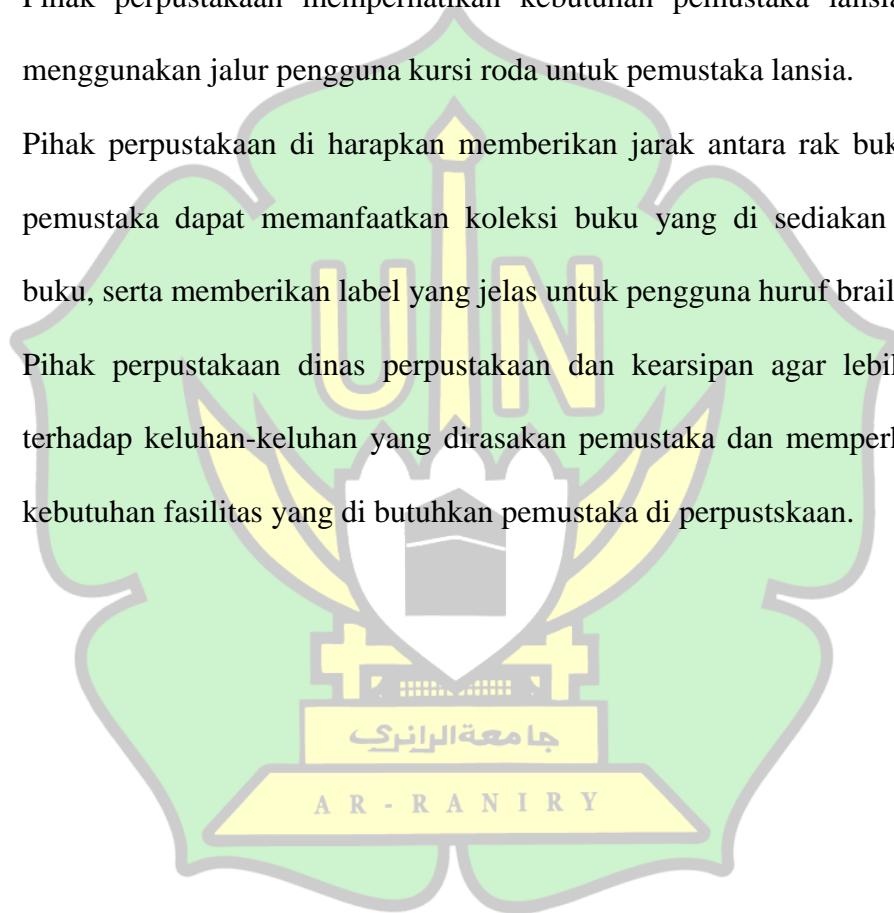 Pihak perpustakaan memperhatikan kebutuhan pemustaka lansia
menggunakan jalur pengguna kursi roda untuk pemustaka lansia.
Pihak perpustakaan di harapkan memberikan jarak antara rak buk
pemustaka dapat memanfaatkan koleksi buku yang di sediakan
buku, serta memberikan label yang jelas untuk pengguna huruf brail
Pihak perpustakaan dinas perpustakaan dan kearsipan agar lebi
terhadap keluhan-keluhan yang dirasakan pemustaka dan memper
kebutuhan fasilitas yang di butuhkan pemustaka di perpustskaan.
UIN
جامعة الرانري
AR-RANIRY